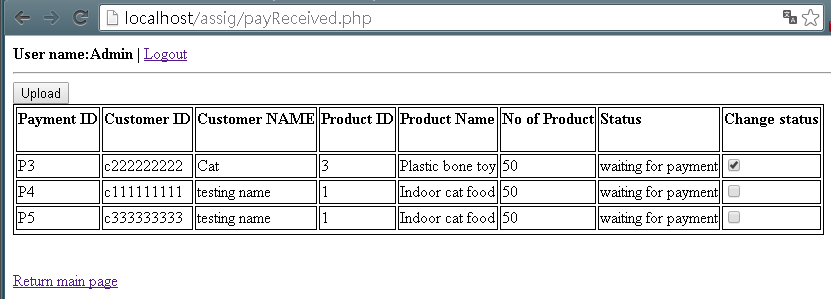 localhost/assig/payReceived.php
User name:Admin | Logout
Upload
Payment ID Customer ID Customer NAME Product ID Product Name No of Product Status Change status
P3 c222222222 Cat 3 Plastic bone toy 50 waiting for payment
P4 c111111111 testing name 1 Indoor cat food 50 waiting for payment
P5 c333333333 testing name 1 Indoor cat food 50 waiting for payment
Return main page